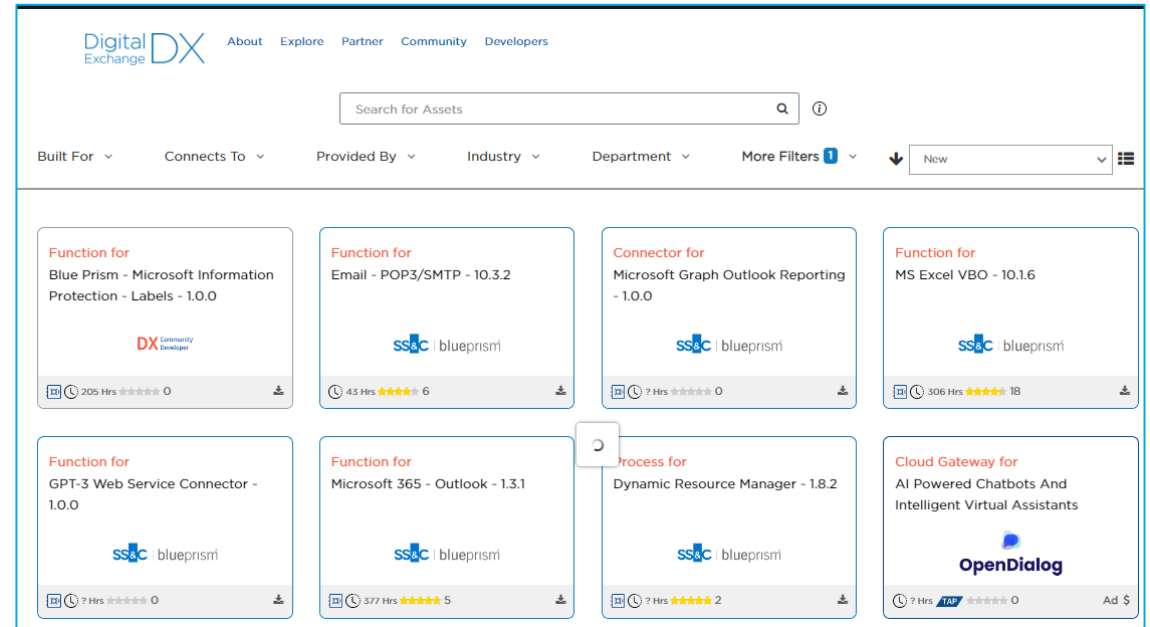 Digital Exchange DX About Explore Partner Community Developers
Search for Assets
Built For Connects To Provided By Industry Department More Filters 1 New
Function for
Blue Prism - Microsoft Information
Protection - Labels - 1.0.0
DX Community Developer
205 Hrs 0
Function for
Email - POP3/SMTP - 10.3.2
SS&C blueprism
43 Hrs 6
Connector for
Microsoft Graph Outlook Reporting
- 1.0.0
SS&C blueprism
? Hrs 0
Function for
MS Excel VBO - 10.1.6
SS&C blueprism
306 Hrs 18
Function for
GPT-3 Web Service Connector -
1.0.0
SS&C blueprism
? Hrs 0
Function for
Microsoft 365 - Outlook - 1.3.1
SS&C blueprism
377 Hrs 5
Process for
Dynamic Resource Manager - 1.8.2
SS&C blueprism
? Hrs 2
Cloud Gateway for
AI Powered Chatbots And
Intelligent Virtual Assistants
OpenDialog
? Hrs TAP 0 Ad $